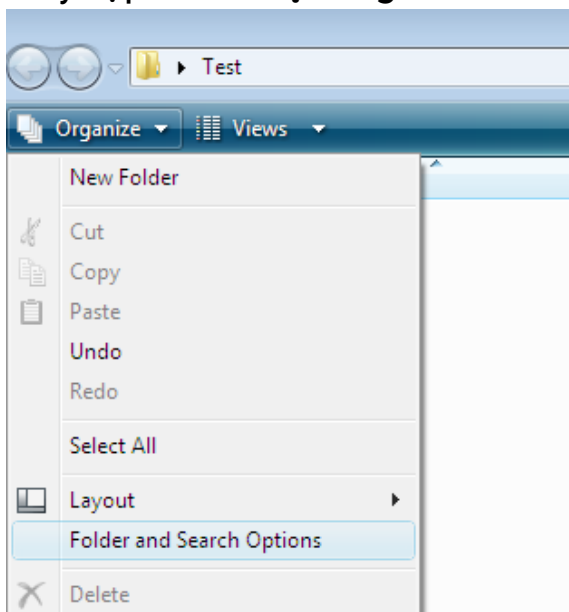 Test
Organize Views
New Folder
Cut
Copy
Paste
Undo
Redo
Select All
Layout
Folder and Search Options
Delete